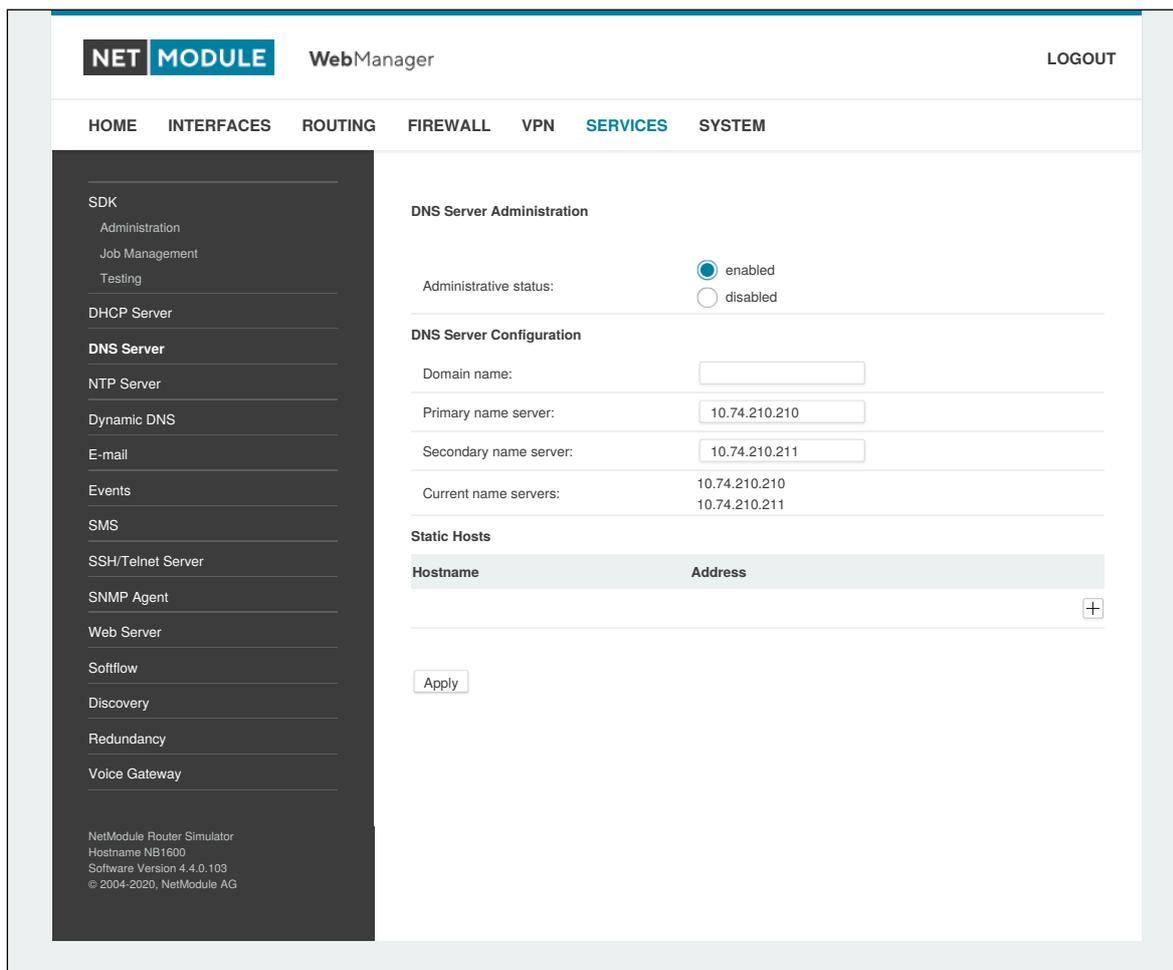 NET MODULE WebManager LOGOUT
HOME INTERFACES ROUTING FIREWALL VPN SERVICES SYSTEM
SDK
Administration
Job Management
Testing
DHCP Server
DNS Server
NTP Server
Dynamic DNS
E-mail
Events
SMS
SSH/Telnet Server
SNMP Agent
Web Server
Softflow
Discovery
Redundancy
Voice Gateway
NetModule Router Simulator
Hostname NB1600
Software Version 4.4.0.103
© 2004-2020, NetModule AG
DNS Server Administration
Administrative status:
enabled
disabled
DNS Server Configuration
Domain name:
Primary name server: 10.74.210.210
Secondary name server: 10.74.210.211
Current name servers:
10.74.210.210
10.74.210.211
Static Hosts
Hostname Address
Apply